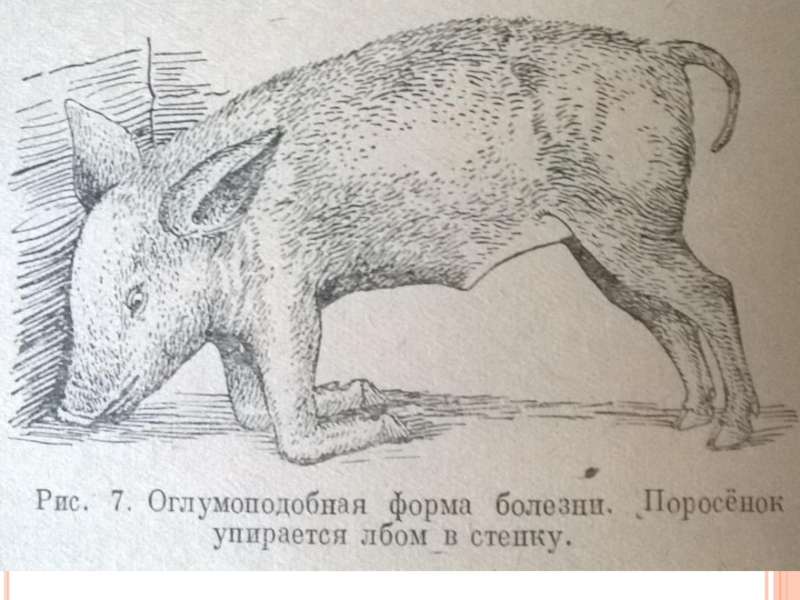 Рис. 7. Оглумоподобная форма болезни. Поросёнок
упирается лбом в стенку.